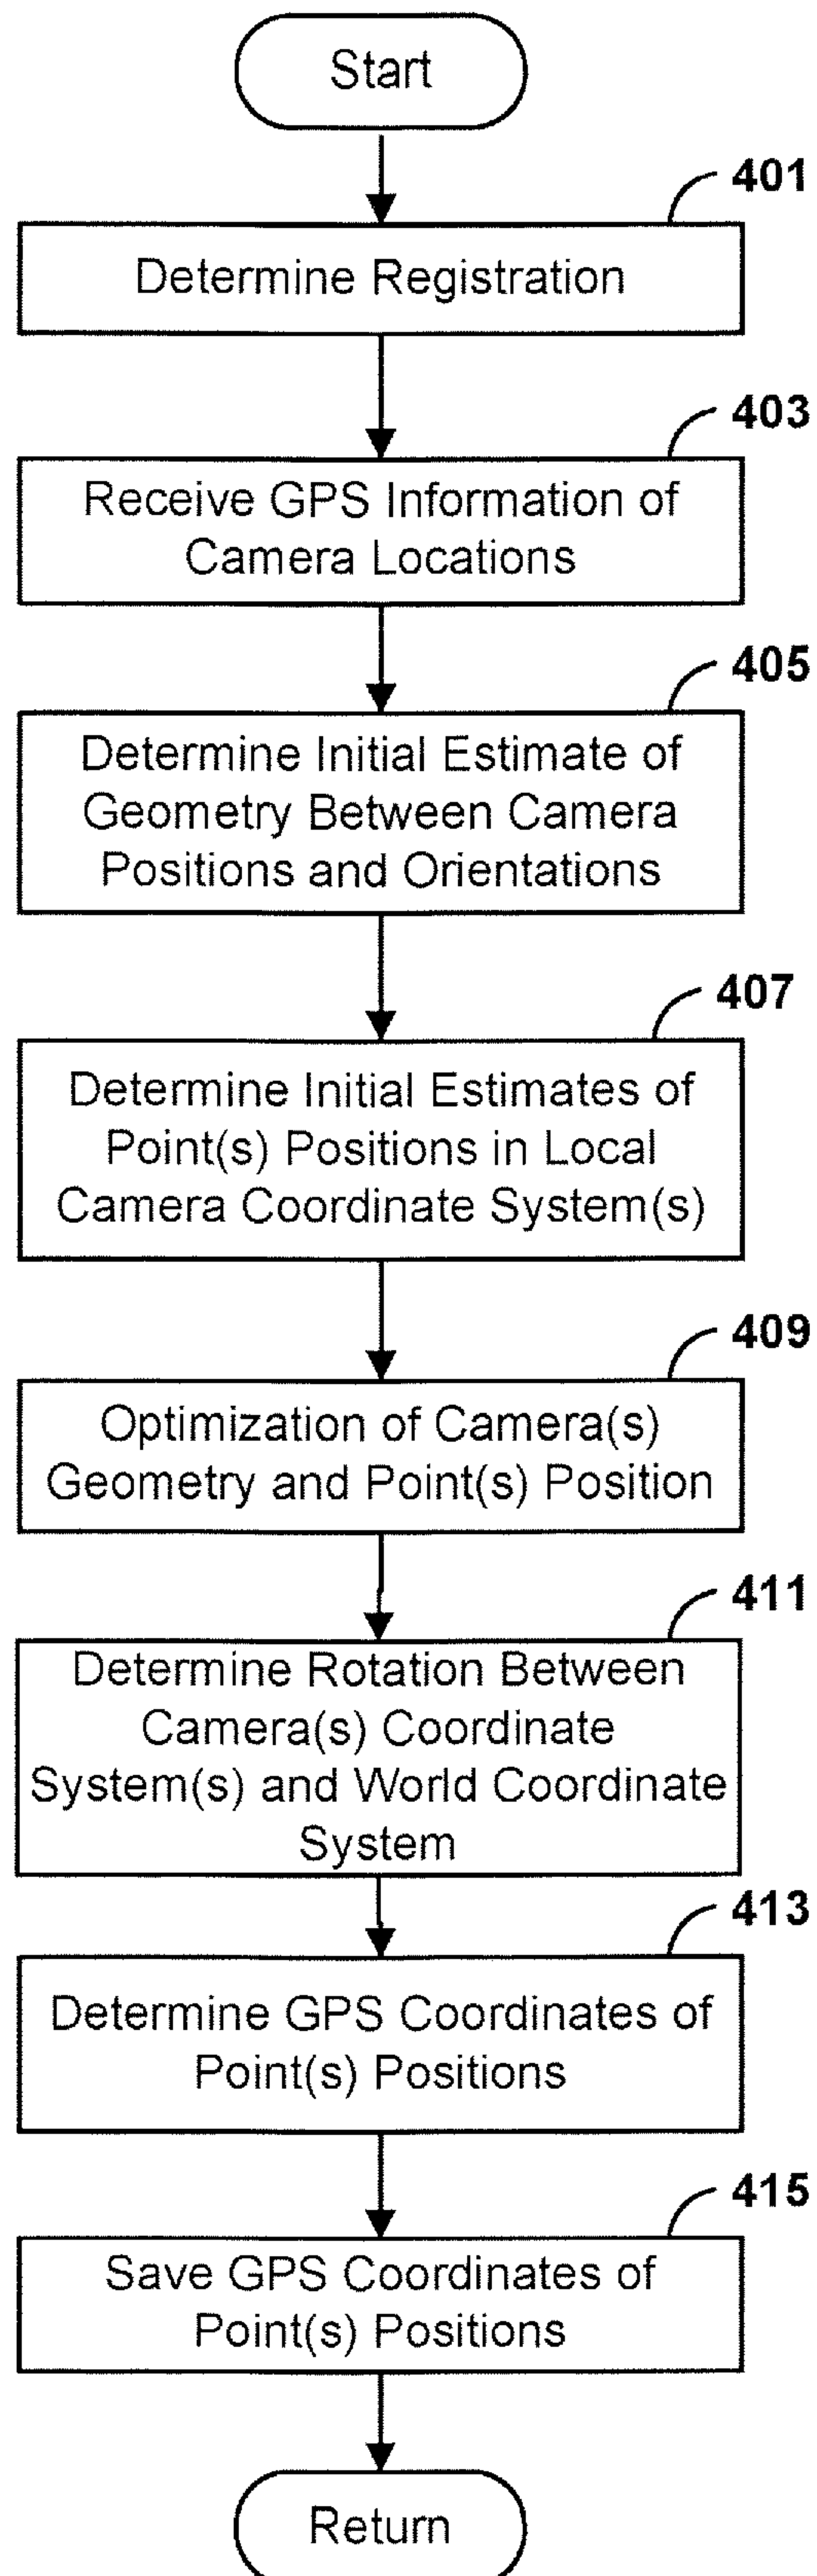 Start
401
Determine Registration
403
Receive GPS Information of
Camera Locations
405
Determine Initial Estimate of
Geometry Between Camera
Positions and Orientations
407
Determine Initial Estimates of
Point(s) Positions in Local
Camera Coordinate System(s)
409
Optimization of Camera(s)
Geometry and Point(s) Position
411
Determine Rotation Between
Camera(s) Coordinate
System(s) and World Coordinate
System
413
Determine GPS Coordinates of
Point(s) Positions
415
Save GPS Coordinates of
Point(s) Positions
Return